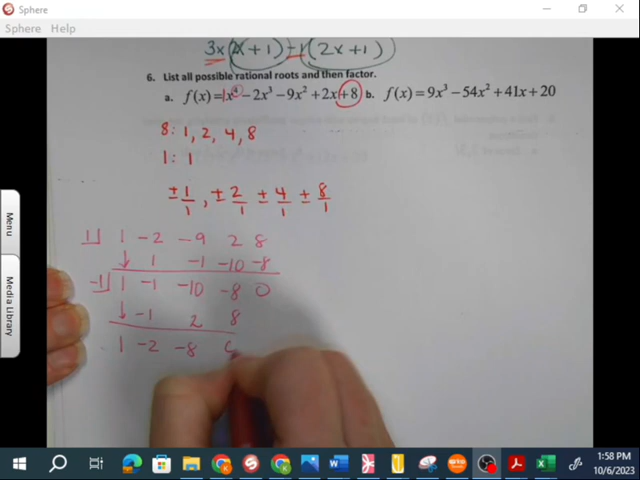 Sphere
Sphere Help
3x(2x+1) -1(2x+1)
6. List all possible rational roots and then factor.
a. f(x)=1x⁴-2x³-9x²+2x+8 b. f(x)=9x³-54x²+41x+20
8: 1, 2, 4, 8
1: 1
± 1/1, ± 2/1 ± 4/1 ± 8/1
1| 1 -2 -9 2 8
↓ 1 -1 -10 -8
-1| 1 -1 -10 -8 0
↓ -1 2 8
1 -2 -8
Menu
Media Library
1:58 PM
10/6/2023